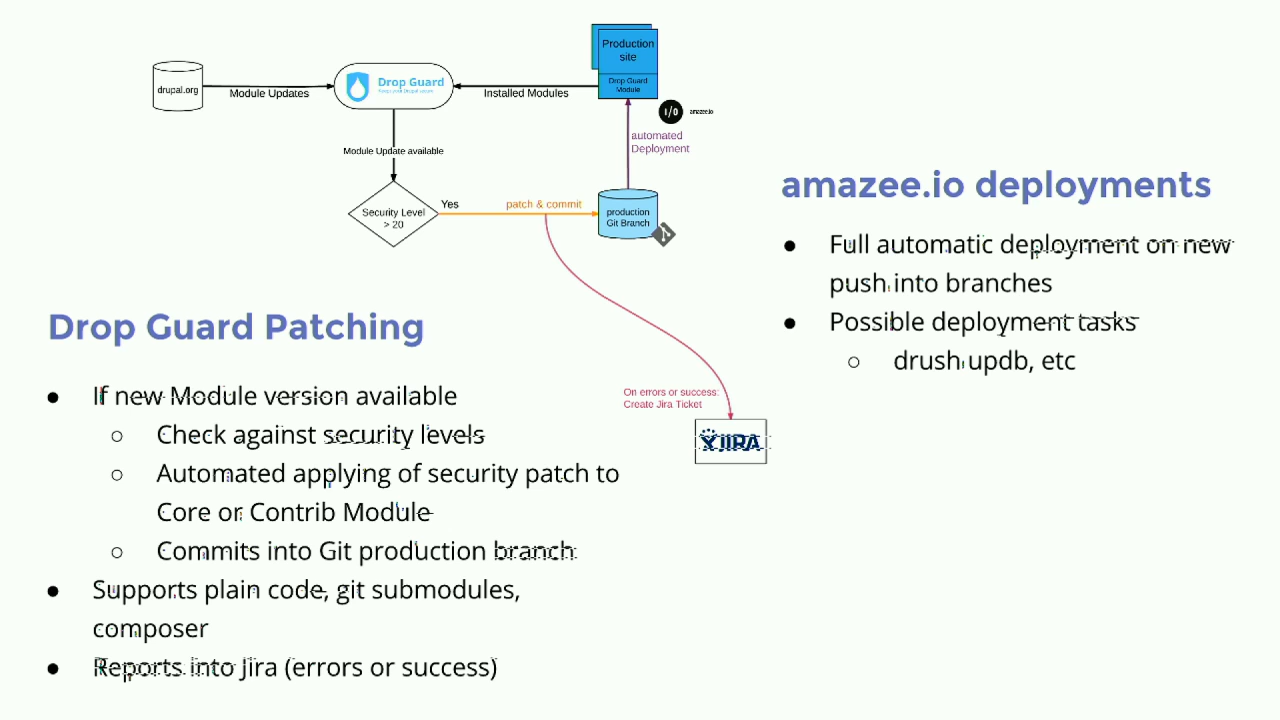 Production
site
drupal.org
Module Updates
Drop Guard
Installed Modules
Drop Guard
Module
I/O
amazee.io
automated
Deployment
Module Update available
Security Level
> 20
Yes
patch & commit
production
Git Branch
amazee.io deployments
● Full automatic deployment on new
push into branches
● Possible deployment tasks
○ drush updb, etc
Drop Guard Patching
● If new Module version available
○ Check against security levels
○ Automated applying of security patch to
Core or Contrib Module
○ Commits into Git production branch
● Supports plain code, git submodules,
composer
● Reports into Jira (errors or success)
On errors or success:
Create Jira Ticket
JIRA